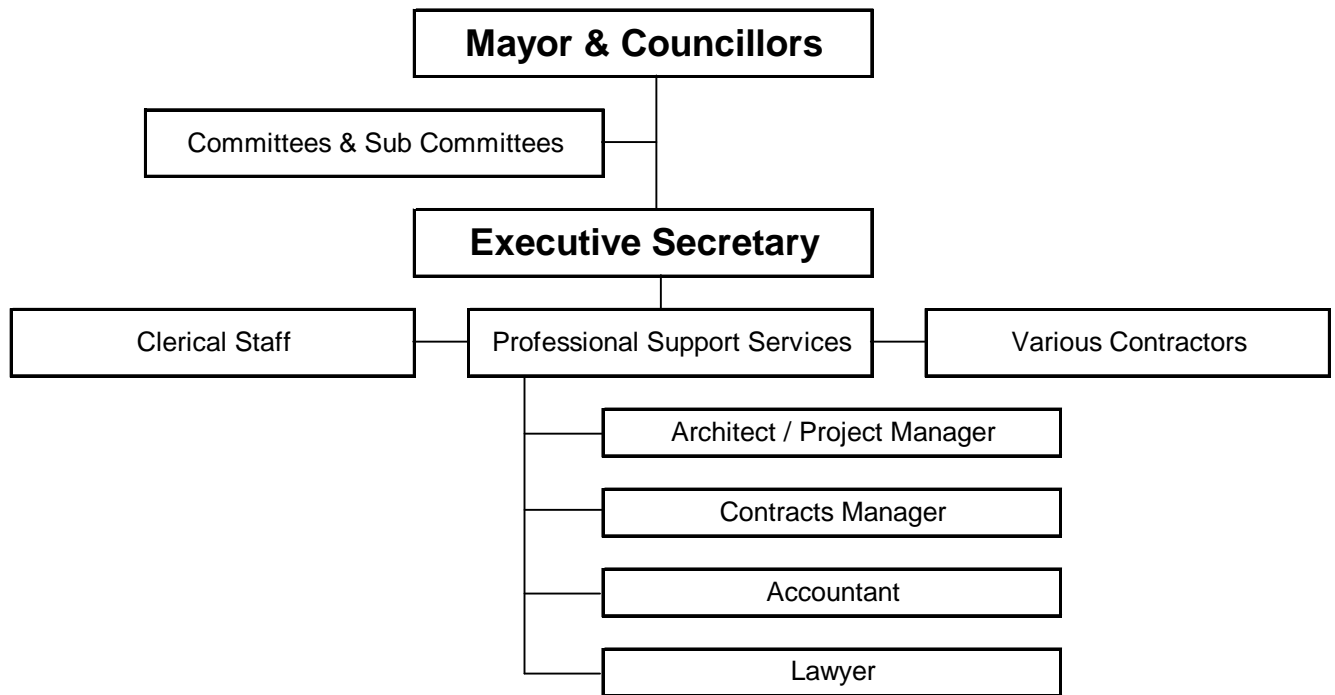 Mayor & Councillors
Committees & Sub Committees
Executive Secretary
Clerical Staff
Professional Support Services
Various Contractors
Architect / Project Manager
Contracts Manager
Accountant
Lawyer